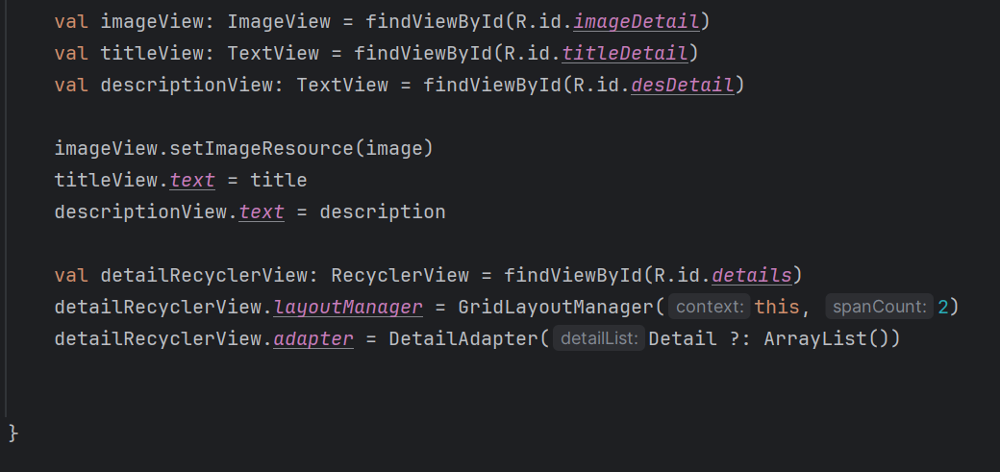 val imageView: ImageView = findViewById(R.id.imageDetail)
val titleView: TextView = findViewById(R.id.titleDetail)
val descriptionView: TextView = findViewById(R.id.desDetail)
imageView.setImageResource(image)
titleView.text = title
descriptionView.text = description
val detailRecyclerView: RecyclerView = findViewById(R.id.details)
detailRecyclerView.layoutManager = GridLayoutManager( context: this, spanCount: 2)
detailRecyclerView.adapter = DetailAdapter( detailList: Detail ?: ArrayList())
}